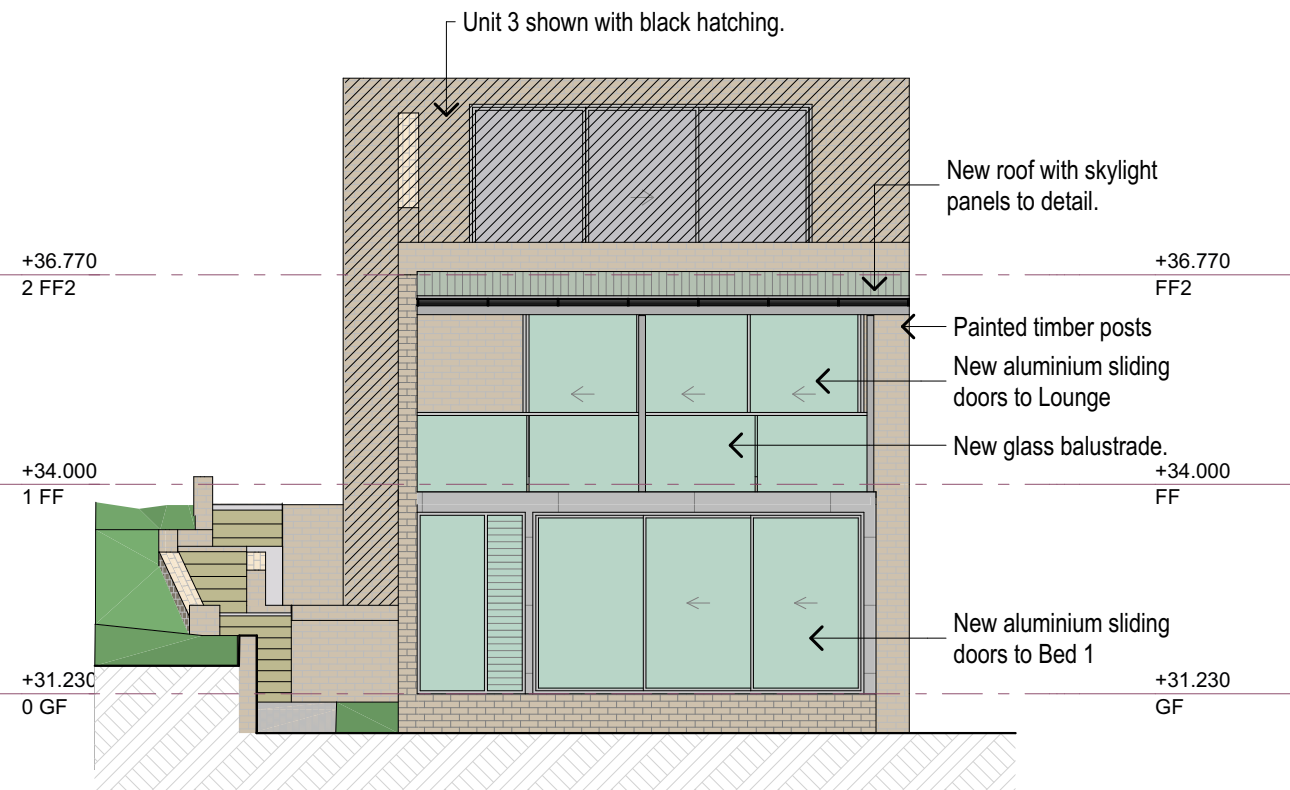 Unit 3 shown with black hatching.
New roof with skylight
panels to detail.
+36.770
2 FF2
+36.770
FF2
Painted timber posts
New aluminium sliding
doors to Lounge
New glass balustrade.
+34.000
1 FF
+34.000
FF
New aluminium sliding
doors to Bed 1
+31.230
0 GF
+31.230
GF